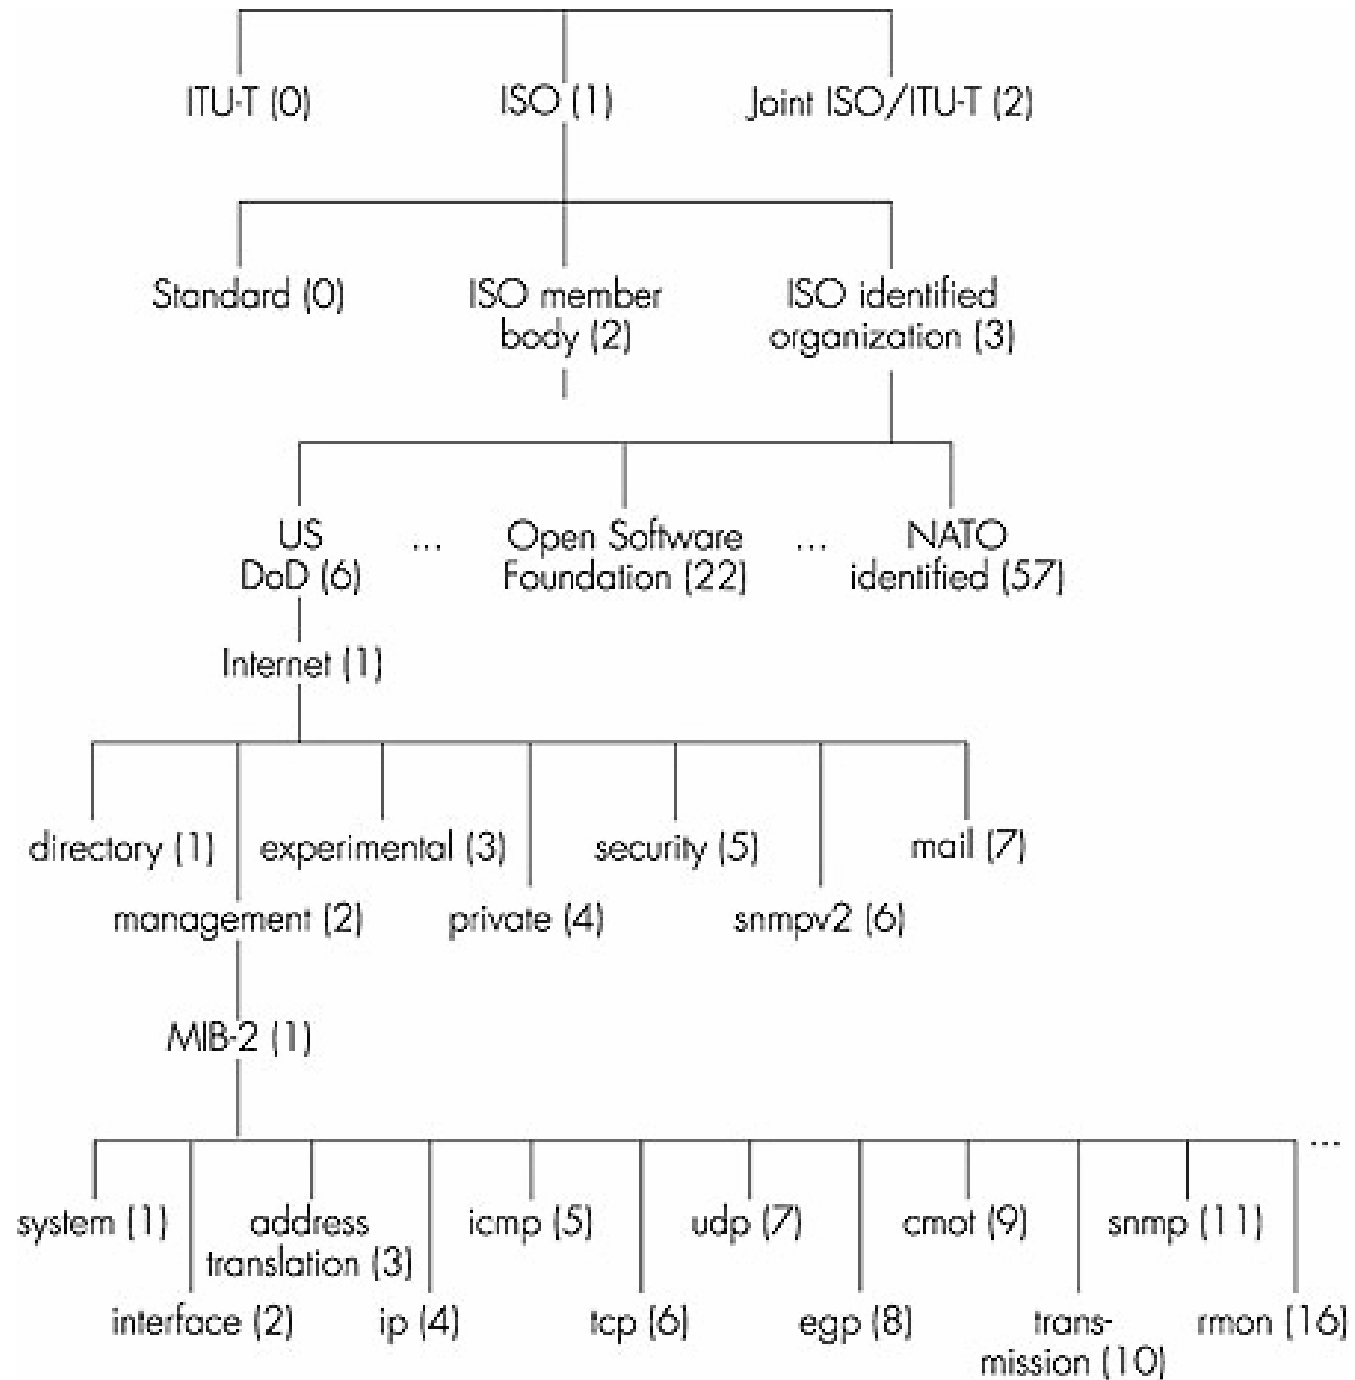 ITU-T (0)
ISO (1)
Joint ISO/ITU-T (2)
Standard (0)
ISO member
body (2)
ISO identified
organization (3)
US
DoD (6)
...
Open Software
Foundation (22)
...
NATO
identified (57)
Internet (1)
directory (1)
experimental (3)
security (5)
mail (7)
management (2)
private (4)
snmpv2 (6)
MIB-2 (1)
...
system (1)
address
translation (3)
icmp (5)
udp (7)
cmot (9)
snmp (11)
interface (2)
ip (4)
tcp (6)
egp (8)
trans-
mission (10)
rmon (16)